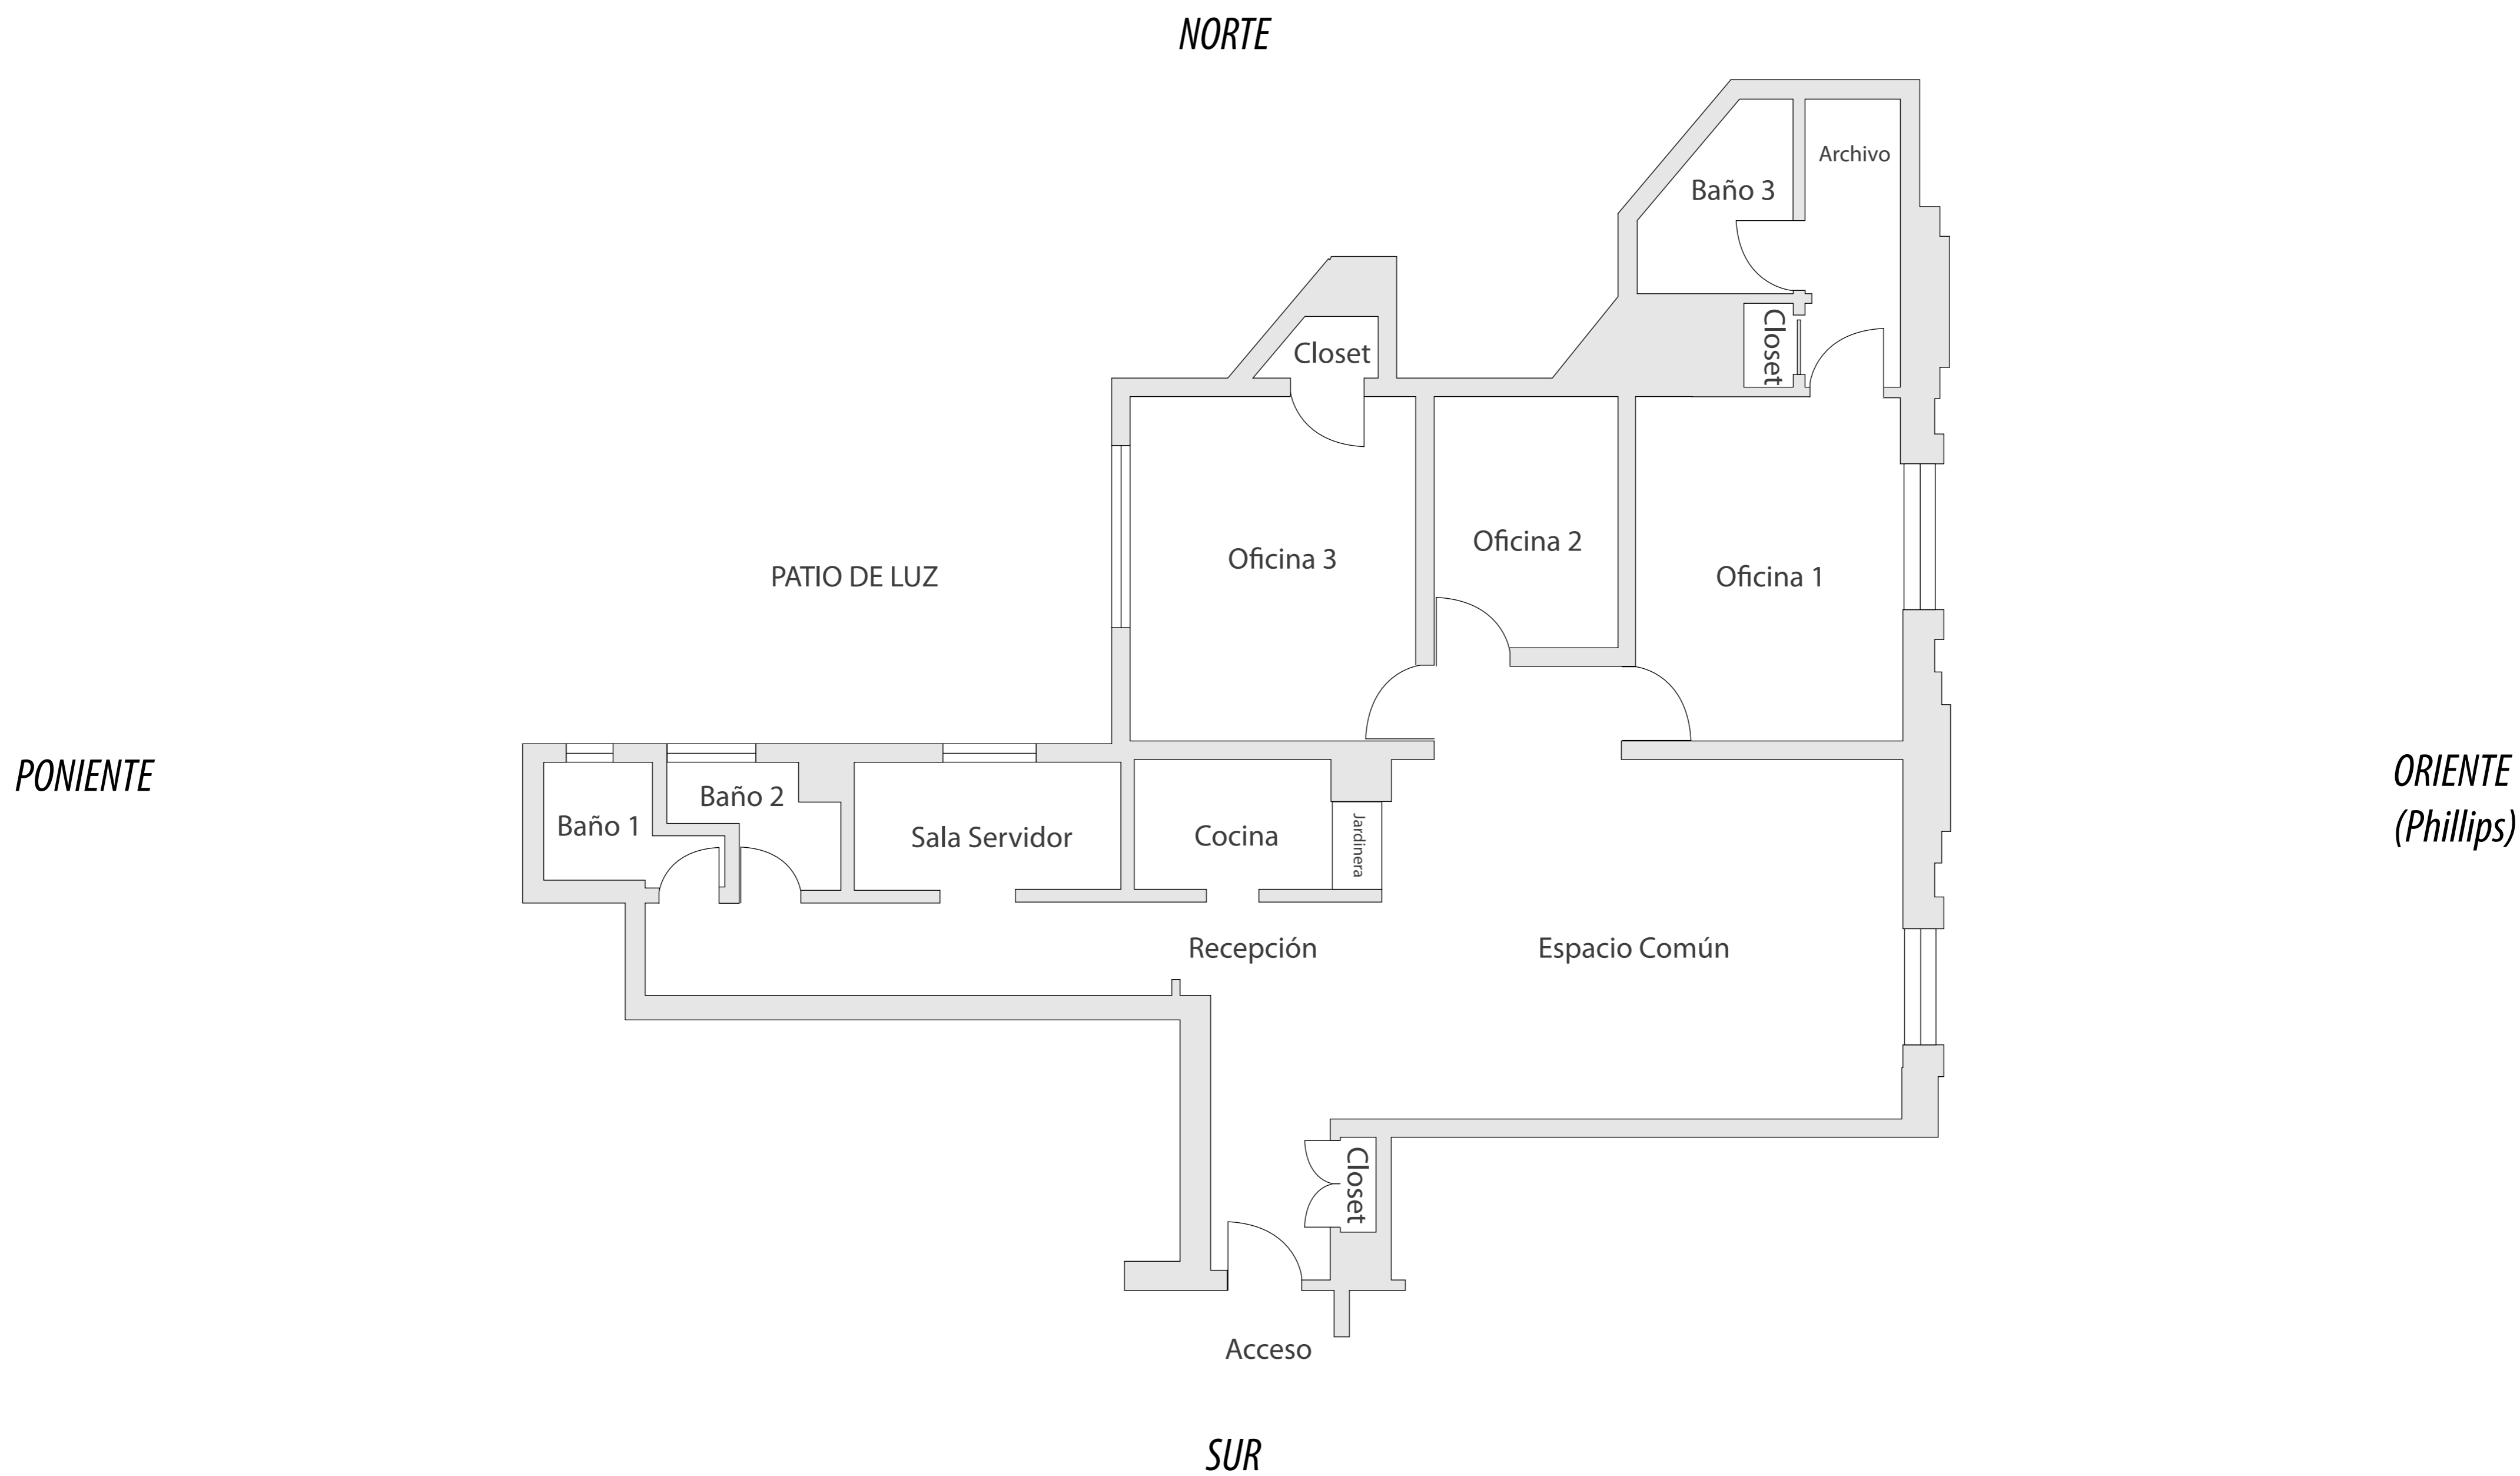 NORTE
Archivo
Baño 3
Closet
Closet
Oficina 3
Oficina 2
Oficina 1
PATIO DE LUZ
PONIENTE
ORIENTE
(Phillips)
Baño 1
Baño 2
Sala Servidor
Cocina
Jardinera
Recepción
Espacio Común
Closet
Acceso
SUR